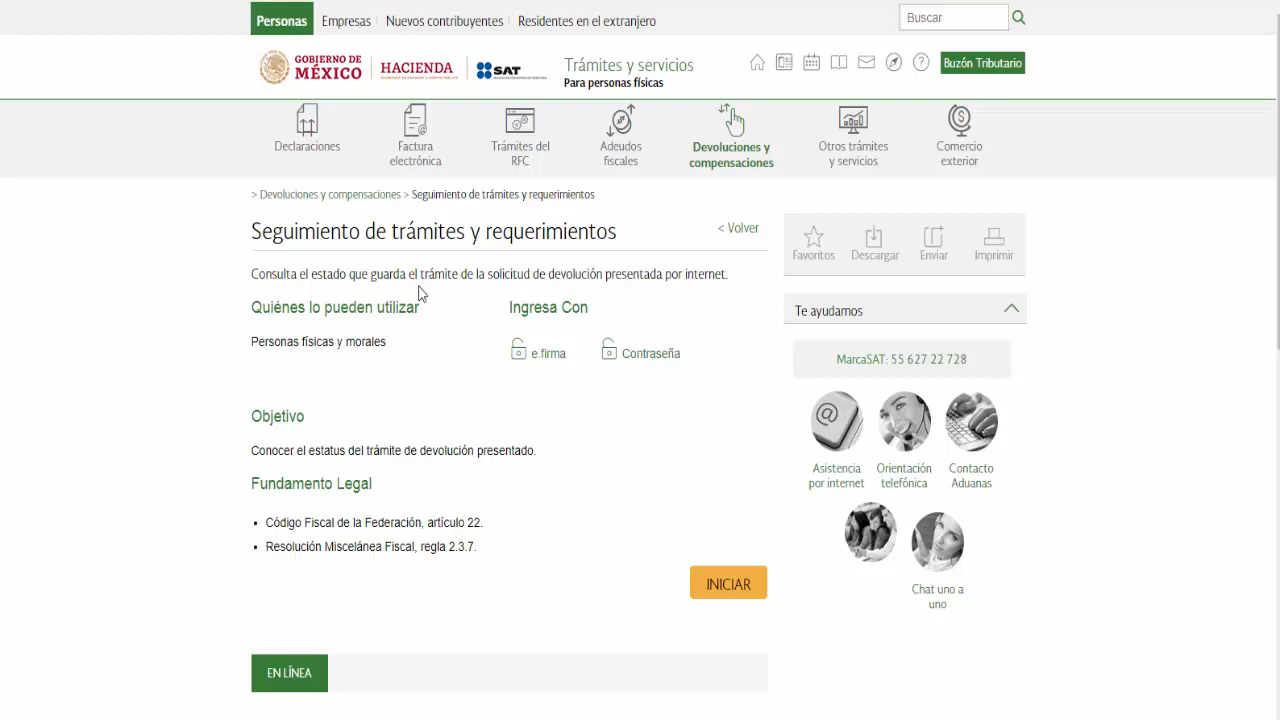 Personas
Empresas
Nuevos contribuyentes
Residentes en el extranjero
Buscar
GOBIERNO DE
MÉXICO
HACIENDA
SAT
Trámites y servicios
Para personas físicas
Buzón Tributario
Declaraciones
Factura
electrónica
Trámites del
RFC
Adeudos
fiscales
Devoluciones y
compensaciones
Otros trámites
y servicios
Comercio
exterior
> Devoluciones y compensaciones > Seguimiento de trámites y requerimientos
Seguimiento de trámites y requerimientos
< Volver
Consulta el estado que guarda el trámite de la solicitud de devolución presentada por internet.
Quiénes lo pueden utilizar
Ingresa Con
Personas físicas y morales
e.firma
Contraseña
Objetivo
Conocer el estatus del trámite de devolución presentado.
Fundamento Legal
• Código Fiscal de la Federación, artículo 22.
• Resolución Miscelánea Fiscal, regla 2.3.7.
INICIAR
EN LÍNEA
Favoritos
Descargar
Enviar
Imprimir
Te ayudamos
MarcaSAT: 55 627 22 728
Asistencia
por internet
Orientación
telefónica
Contacto
Aduanas
Chat uno a
uno